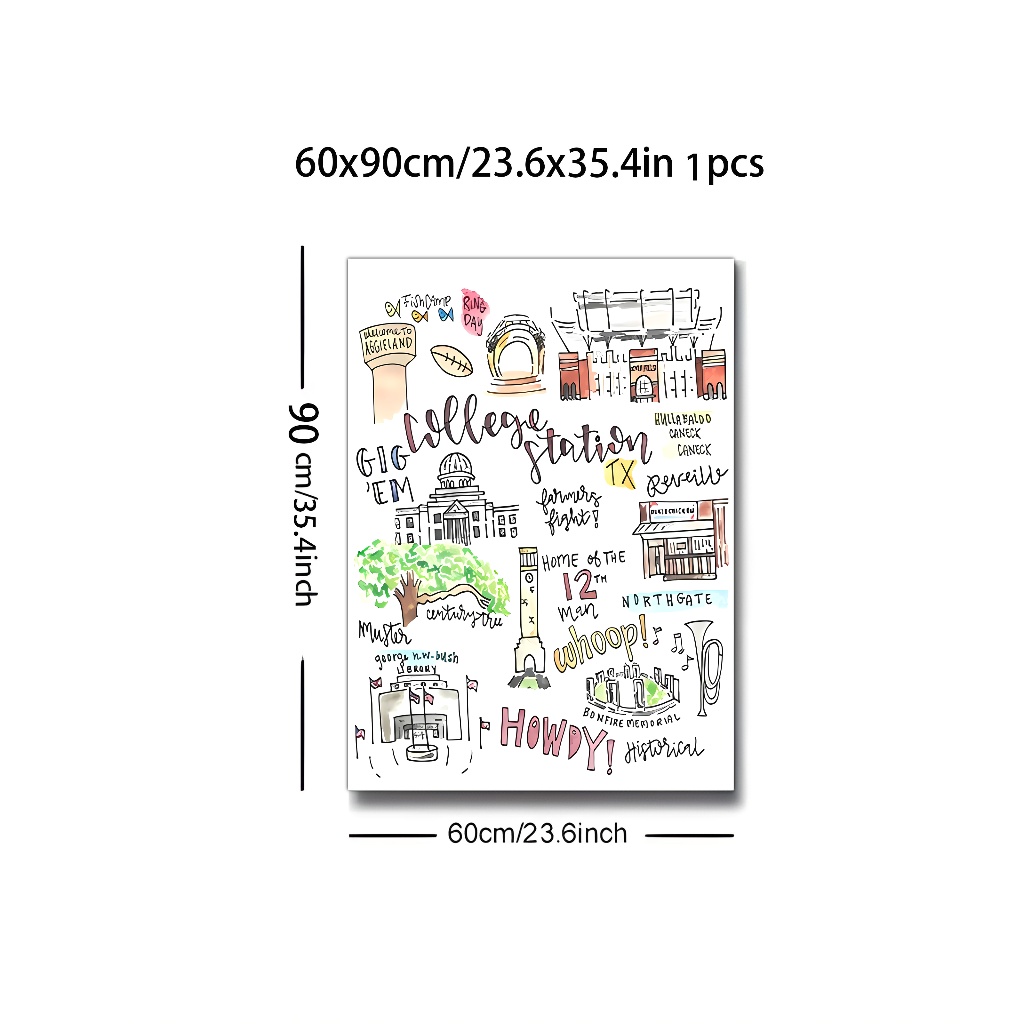 60x90cm/23.6x35.4in 1pcs
Fish Camp
RING
DAY
Welcome To
AGGIELAND
KYLE FIELD
College
Station
TX
HULLABALOO
CANECK
CANECK
GIG
'EM
Reveille
farmers
fight!
HOME OF THE
12TH
man
NORTHGATE
century tree
Muster
whoop!
george h.w. bush
BONFIRE MEMORIAL
HOWDY!
Historical
90 cm/35.4inch
60cm/23.6inch